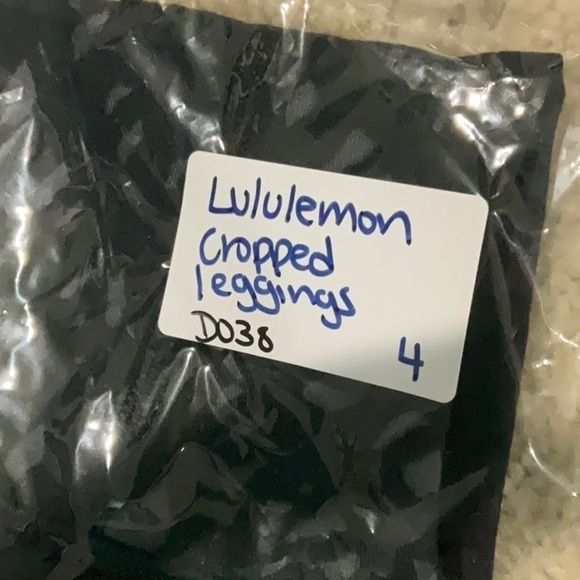 Lululemon
Cropped
leggings
D038
4